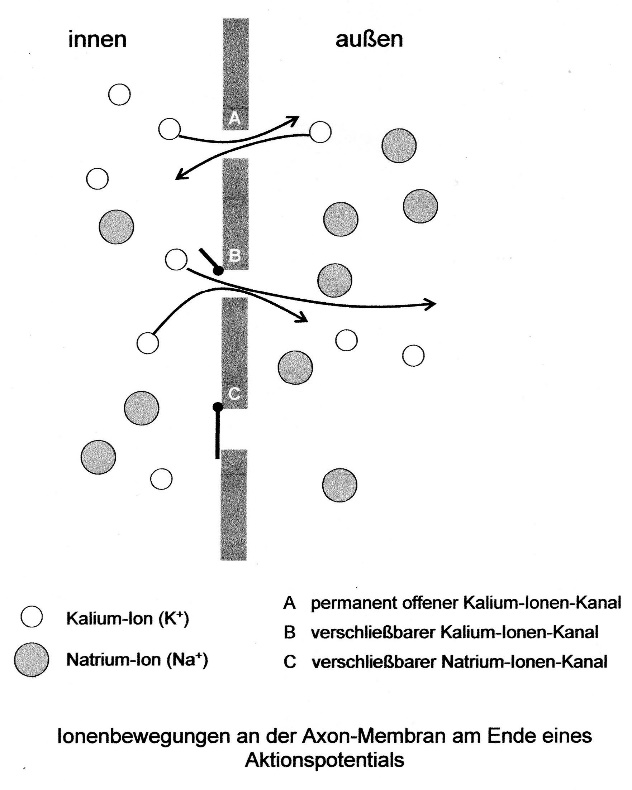 innen
außen
A
B
C
Kalium-Ion (K⁺)
Natrium-Ion (Na⁺)
A permanent offener Kalium-Ionen-Kanal
B verschließbarer Kalium-Ionen-Kanal
C verschließbarer Natrium-Ionen-Kanal
Ionenbewegungen an der Axon-Membran am Ende eines
Aktionspotentials